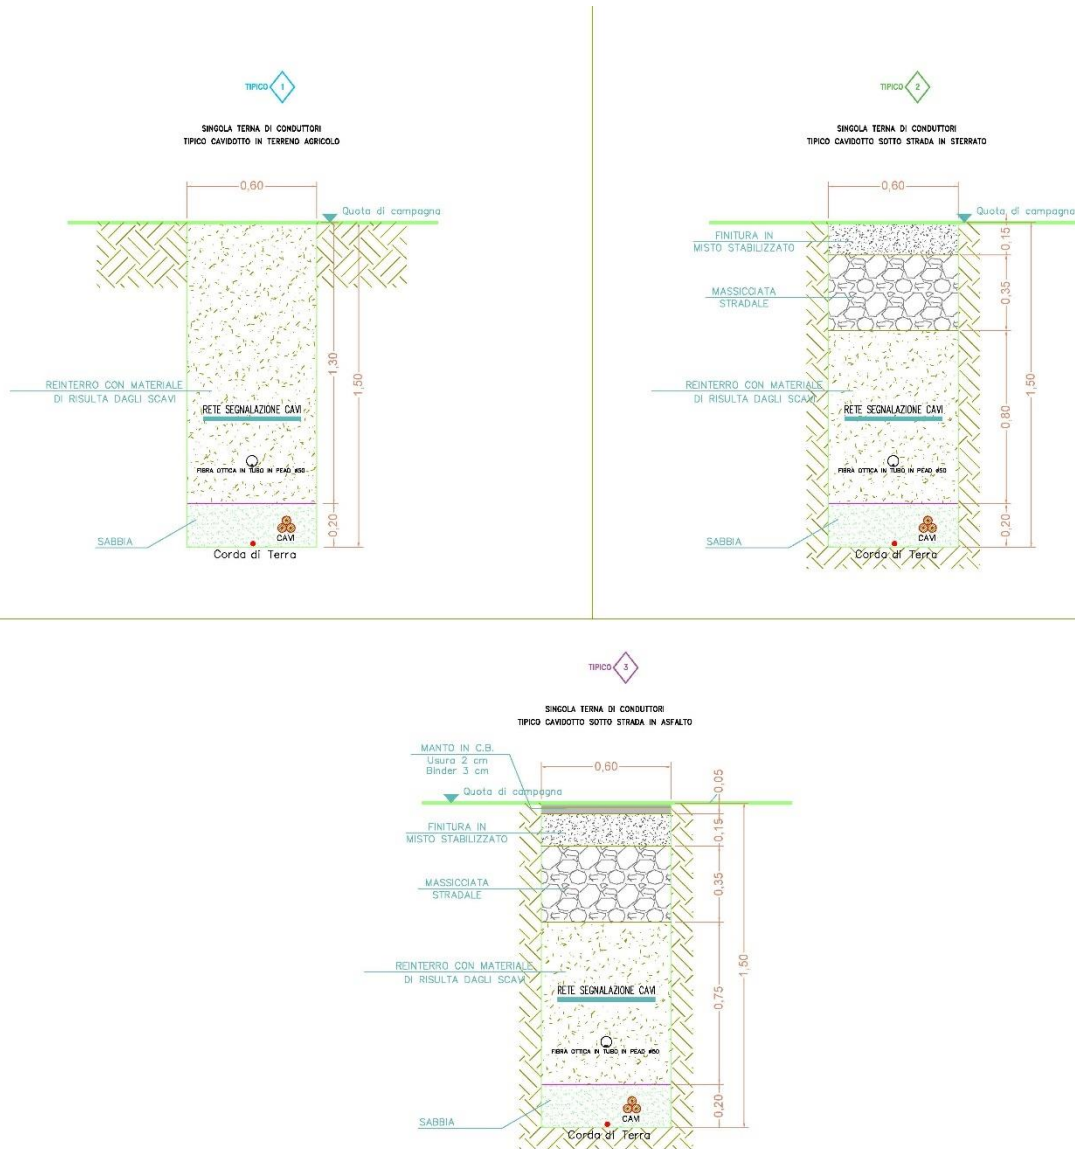 TIPICO 1
SINGOLA TERNA DI CONDUTTORI
TIPICO CAVIDOTTO IN TERRENO AGRICOLO
0,60
Quota di campagna
REINTERRO CON MATERIALE
DI RISULTA DAGLI SCAVI
1,30
1,50
RETE SEGNALAZIONE CAVI
FIBRA OTTICA IN TUBO IN PEAD ø50
0,20
CAVI
SABBIA
Corda di Terra
TIPICO 2
SINGOLA TERNA DI CONDUTTORI
TIPICO CAVIDOTTO SOTTO STRADA IN STERRATO
0,60
Quota di campagna
FINITURA IN
MISTO STABILIZZATO
0,15
MASSICCIATA
STRADALE
0,35
REINTERRO CON MATERIALE
DI RISULTA DAGLI SCAVI
1,50
0,80
RETE SEGNALAZIONE CAVI
FIBRA OTTICA IN TUBO IN PEAD ø50
0,20
CAVI
SABBIA
Corda di Terra
TIPICO 3
SINGOLA TERNA DI CONDUTTORI
TIPICO CAVIDOTTO SOTTO STRADA IN ASFALTO
MANTO IN C.B.
Usura 2 cm
Binder 3 cm
0,60
0,05
Quota di campagna
FINITURA IN
MISTO STABILIZZATO
0,15
MASSICCIATA
STRADALE
0,35
REINTERRO CON MATERIALE
DI RISULTA DAGLI SCAVI
1,50
0,75
RETE SEGNALAZIONE CAVI
FIBRA OTTICA IN TUBO IN PEAD ø50
0,20
CAVI
SABBIA
Corda di Terra